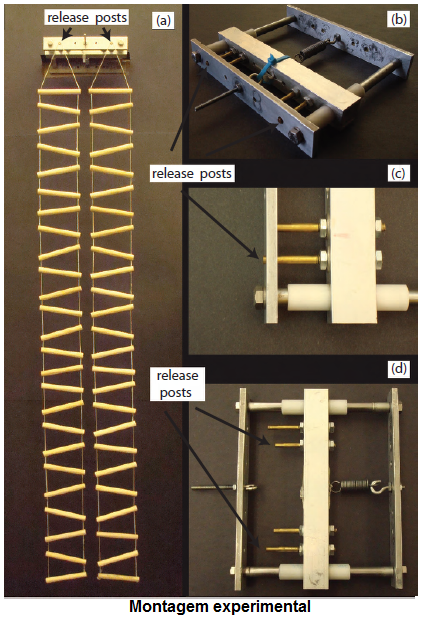 release posts
(a)
(b)
release posts
(c)
release
posts
(d)
Montagem experimental